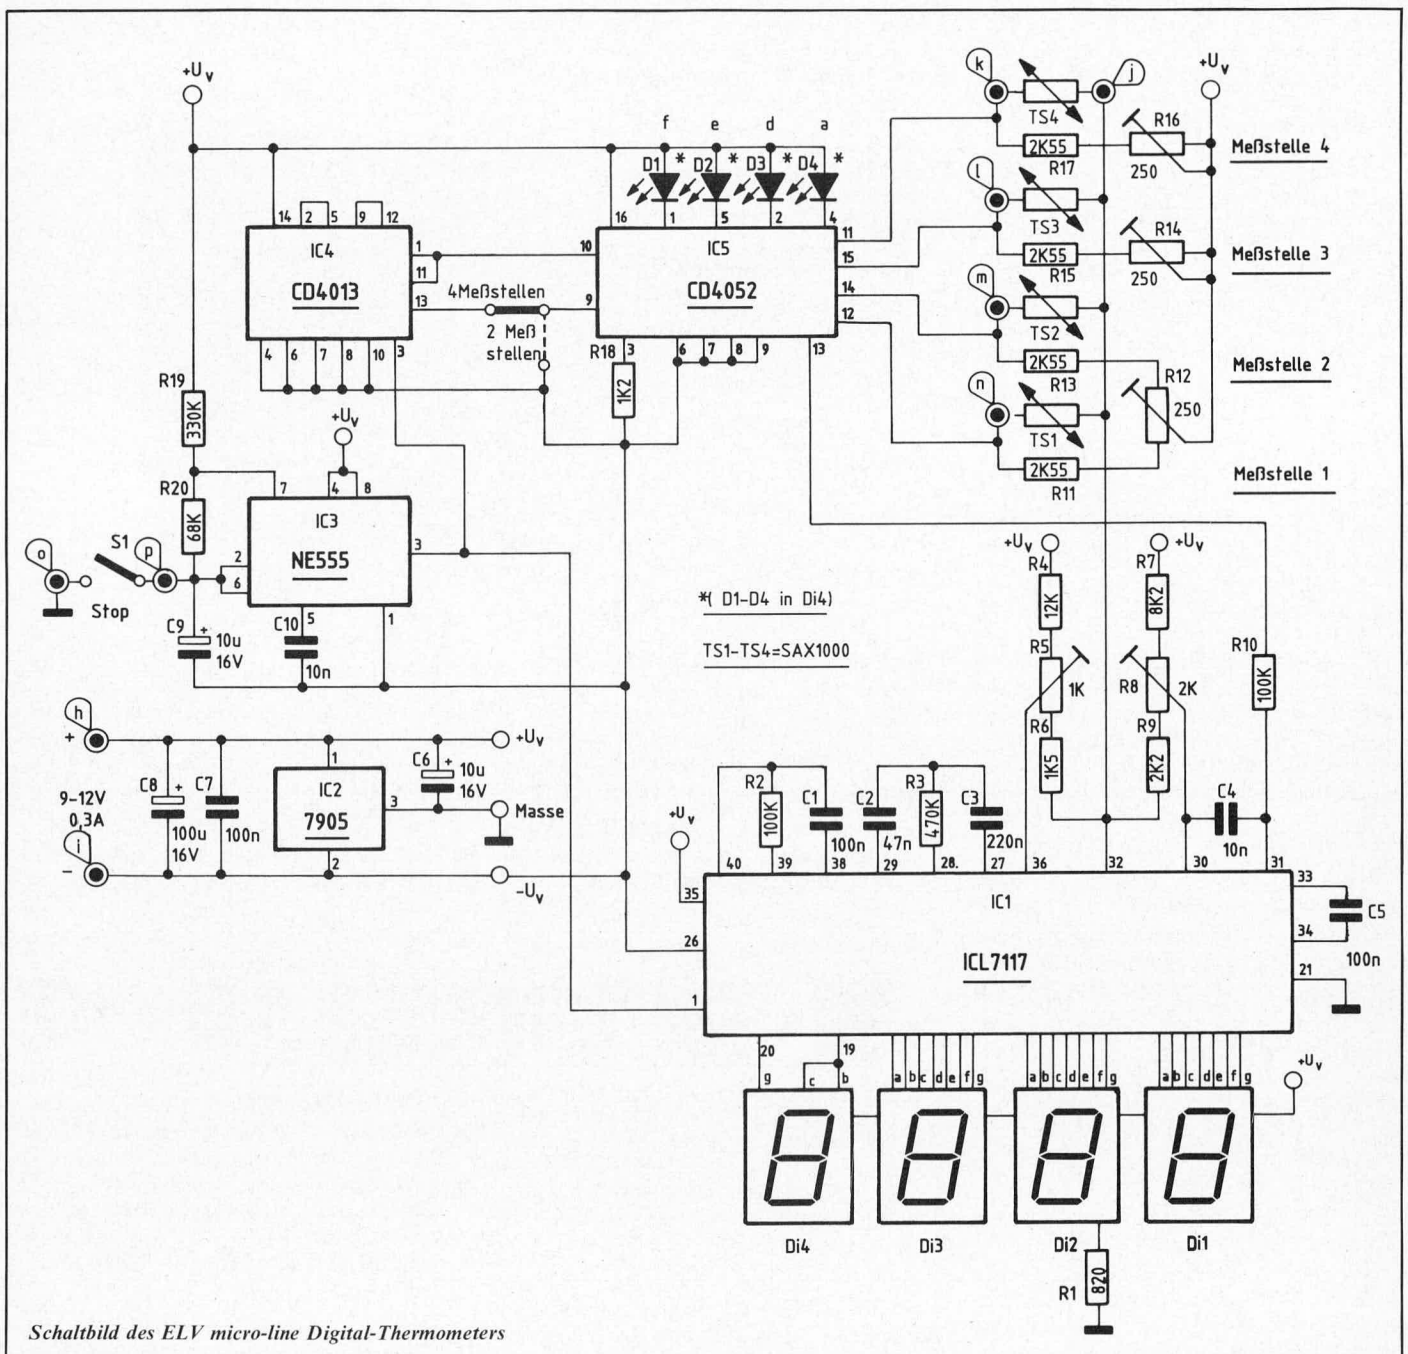 +Uv
+Uv
k
j
TS4
R16
2K55
R17
250
Meßstelle 4
f e d a
D1 * D2 * D3 * D4 *
l
TS3
R14
2K55
R15
250
Meßstelle 3
14 2 5 9 12
IC4
CD4013
1
11
13
4 6 7 8 10 3
16 1 5 2 4
IC5
CD4052
10
9
11
15
14
12
3 6 7 8 9 13
4Meßstellen
2 Meß
stellen
R18
1K2
m
TS2
2K55
R13
R12
250
Meßstelle 2
n
TS1
2K55
R11
Meßstelle 1
R19
330K
+Uv
R20
68K
7 4 8
IC3
NE555
2
6
3
5 1
o
S1
p
Stop
C9
+
10u
16V
C10
10n
*( D1-D4 in Di4)
TS1-TS4=SAX1000
+Uv
R4
12K
R5
1K
R6
1K5
R7
+Uv
8K2
R8
2K
R9
2K2
R10
100K
C4
10n
h
+
+Uv
C8
+
100u
16V
C7
100n
1
IC2
7905
3
2
C6
+
10u
16V
Masse
9-12V
0,3A
i
-
-Uv
+Uv
R2
100K
C1
100n
C2
47n
R3
470K
C3
220n
40 39 38 29 28. 27 36 32 30 31
35
26
1
IC1
ICL7117
33
34
21
C5
100n
20 19
g c b
a b c d e f g
a b c d e f g
a b c d e f g
+Uv
Di4
Di3
Di2
Di1
R1
820
Schaltbild des ELV micro-line Digital-Thermometers